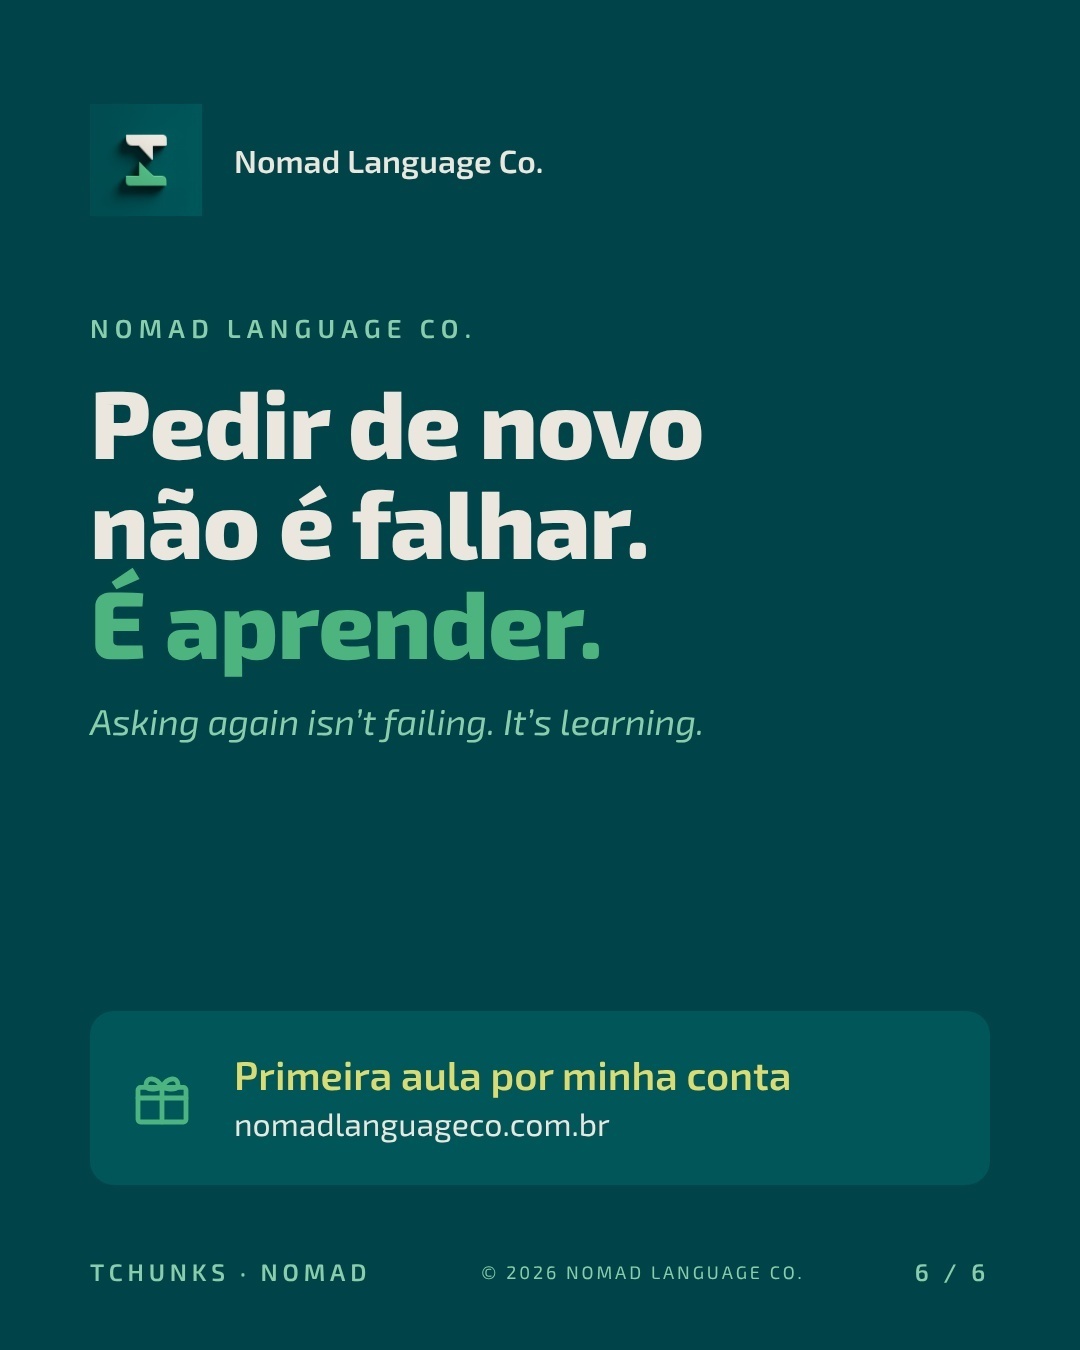 Nomad Language Co.
NOMAD LANGUAGE CO.
Pedir de novo
não é falhar.
É aprender.
Asking again isn’t failing. It’s learning.
Primeira aula por minha conta
nomadlanguageco.com.br
TCHUNKS · NOMAD
© 2026 NOMAD LANGUAGE CO.
6 / 6